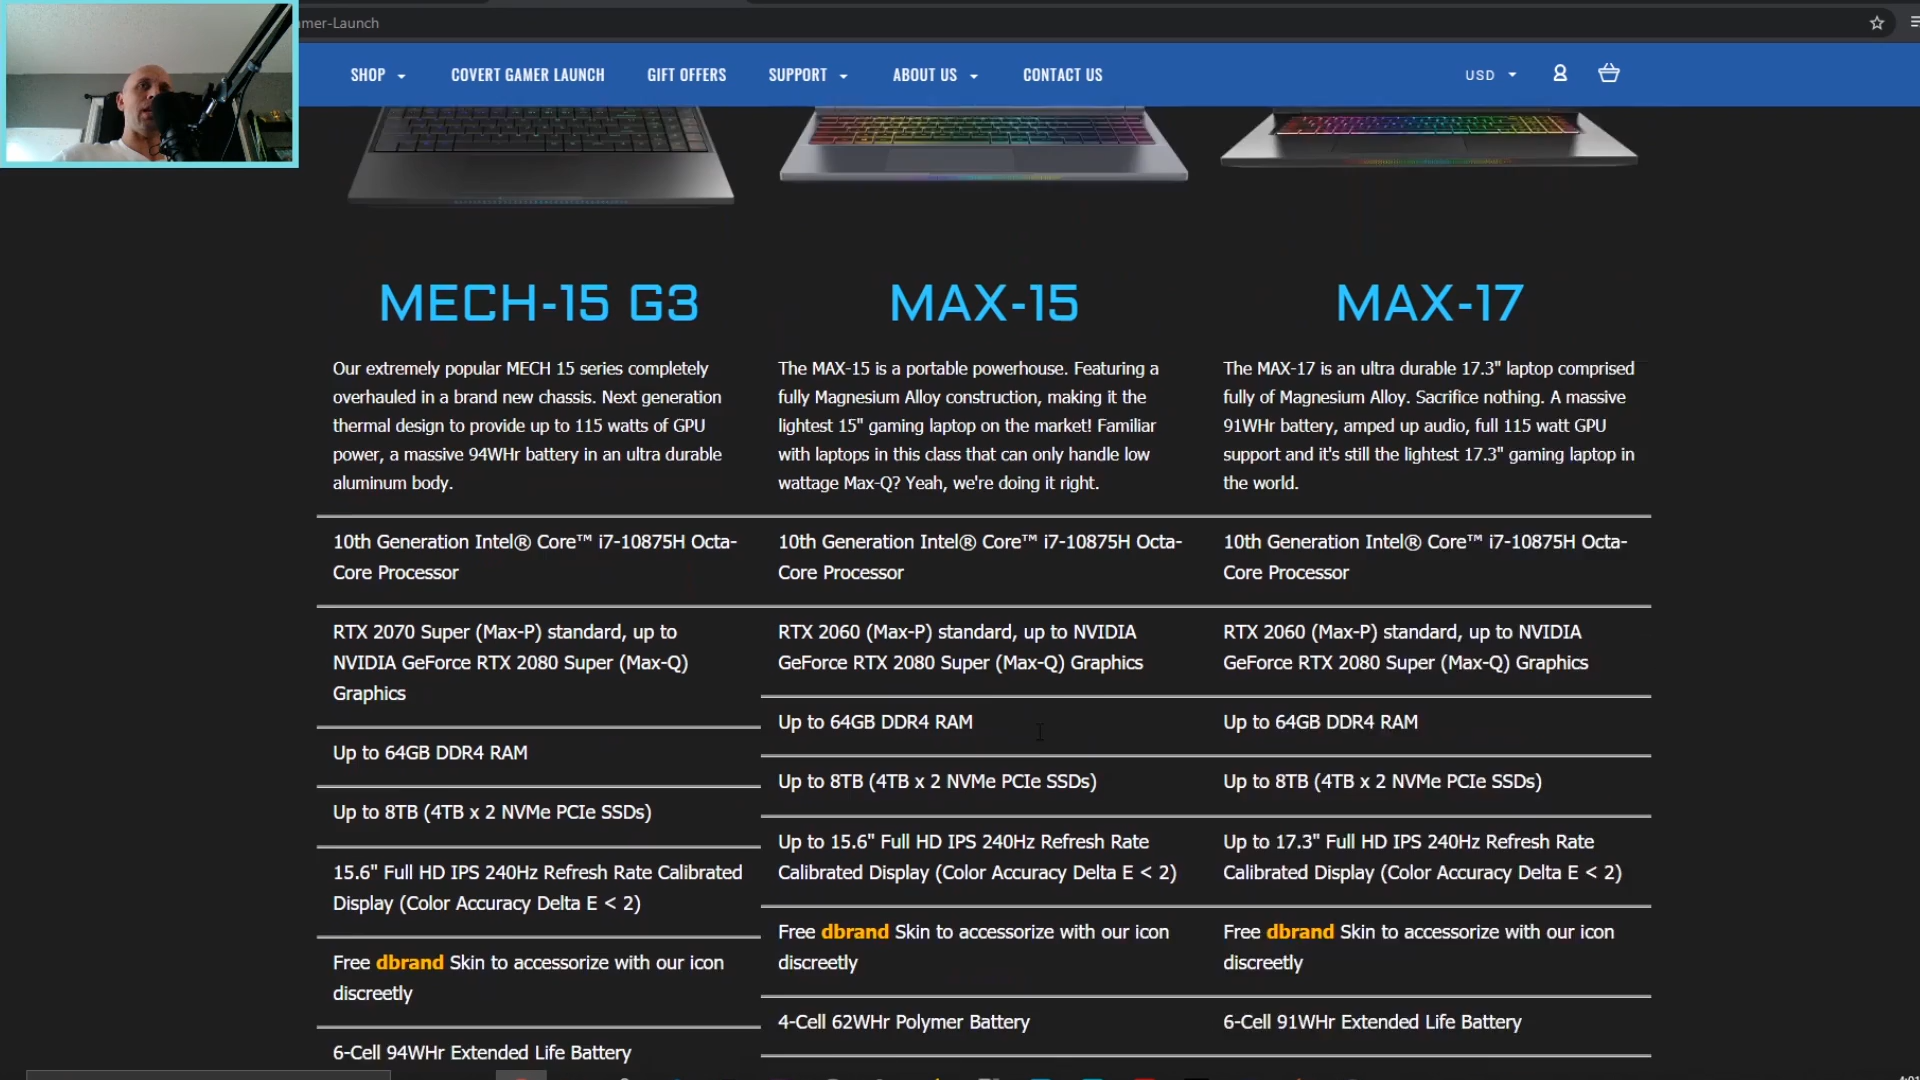 mer-Launch
SHOP
COVERT GAMER LAUNCH
GIFT OFFERS
SUPPORT
ABOUT US
CONTACT US
USD
MECH-15 G3
Our extremely popular MECH 15 series completely
overhauled in a brand new chassis. Next generation
thermal design to provide up to 115 watts of GPU
power, a massive 94WHr battery in an ultra durable
aluminum body.
10th Generation Intel® Core™ i7-10875H Octa-
Core Processor
RTX 2070 Super (Max-P) standard, up to
NVIDIA GeForce RTX 2080 Super (Max-Q)
Graphics
Up to 64GB DDR4 RAM
Up to 8TB (4TB x 2 NVMe PCIe SSDs)
15.6" Full HD IPS 240Hz Refresh Rate Calibrated
Display (Color Accuracy Delta E < 2)
Free dbrand Skin to accessorize with our icon
discreetly
6-Cell 94WHr Extended Life Battery
MAX-15
The MAX-15 is a portable powerhouse. Featuring a
fully Magnesium Alloy construction, making it the
lightest 15" gaming laptop on the market! Familiar
with laptops in this class that can only handle low
wattage Max-Q? Yeah, we're doing it right.
10th Generation Intel® Core™ i7-10875H Octa-
Core Processor
RTX 2060 (Max-P) standard, up to NVIDIA
GeForce RTX 2080 Super (Max-Q) Graphics
Up to 64GB DDR4 RAM
Up to 8TB (4TB x 2 NVMe PCIe SSDs)
Up to 15.6" Full HD IPS 240Hz Refresh Rate
Calibrated Display (Color Accuracy Delta E < 2)
Free dbrand Skin to accessorize with our icon
discreetly
4-Cell 62WHr Polymer Battery
MAX-17
The MAX-17 is an ultra durable 17.3" laptop comprised
fully of Magnesium Alloy. Sacrifice nothing. A massive
91WHr battery, amped up audio, full 115 watt GPU
support and it's still the lightest 17.3" gaming laptop in
the world.
10th Generation Intel® Core™ i7-10875H Octa-
Core Processor
RTX 2060 (Max-P) standard, up to NVIDIA
GeForce RTX 2080 Super (Max-Q) Graphics
Up to 64GB DDR4 RAM
Up to 8TB (4TB x 2 NVMe PCIe SSDs)
Up to 17.3" Full HD IPS 240Hz Refresh Rate
Calibrated Display (Color Accuracy Delta E < 2)
Free dbrand Skin to accessorize with our icon
discreetly
6-Cell 91WHr Extended Life Battery